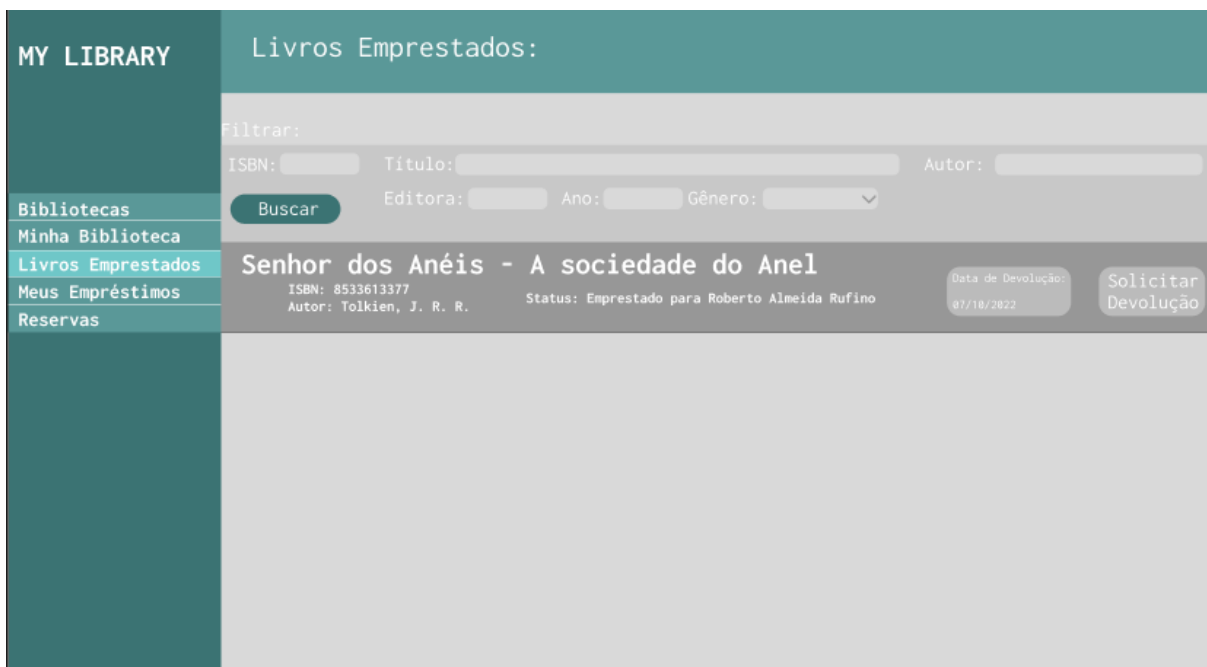 MY LIBRARY
Livros Emprestados:
Filtrar:
ISBN: Título: Autor:
Buscar Editora: Ano: Gênero:
Bibliotecas
Minha Biblioteca
Livros Emprestados
Meus Empréstimos
Reservas
Senhor dos Anéis - A sociedade do Anel
ISBN: 8533613377
Autor: Tolkien, J. R. R.
Status: Emprestado para Roberto Almeida Rufino
Data de Devolução:
07/10/2022
Solicitar
Devolução